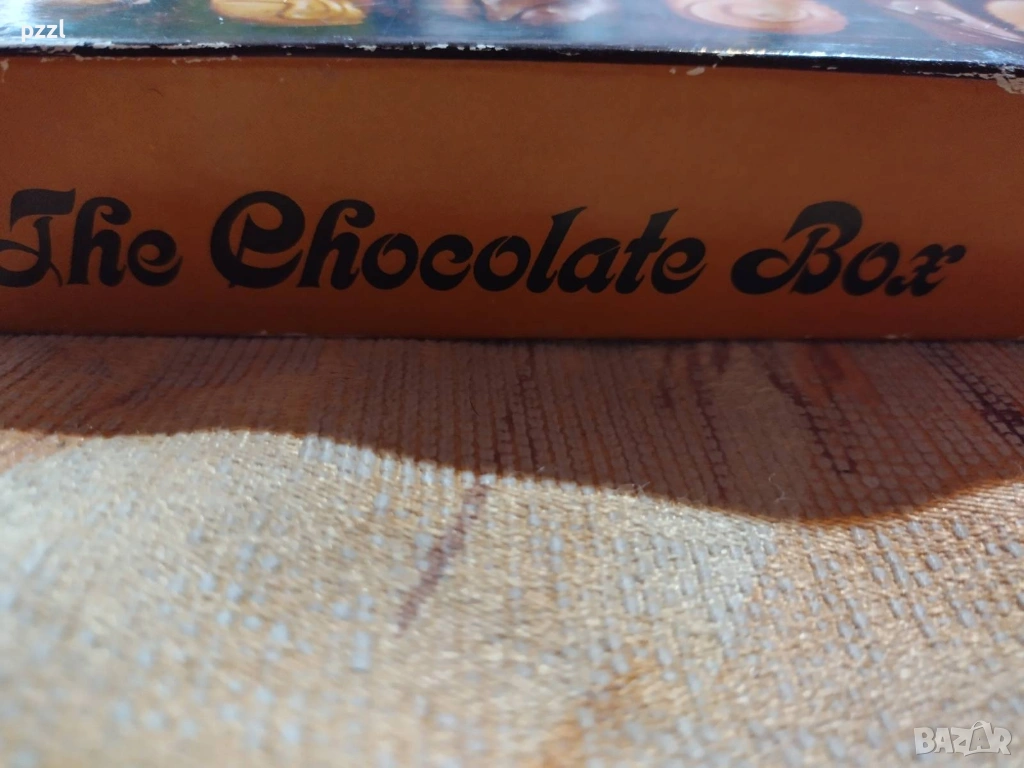 pzzl
The Chocolate Box
BAZAR